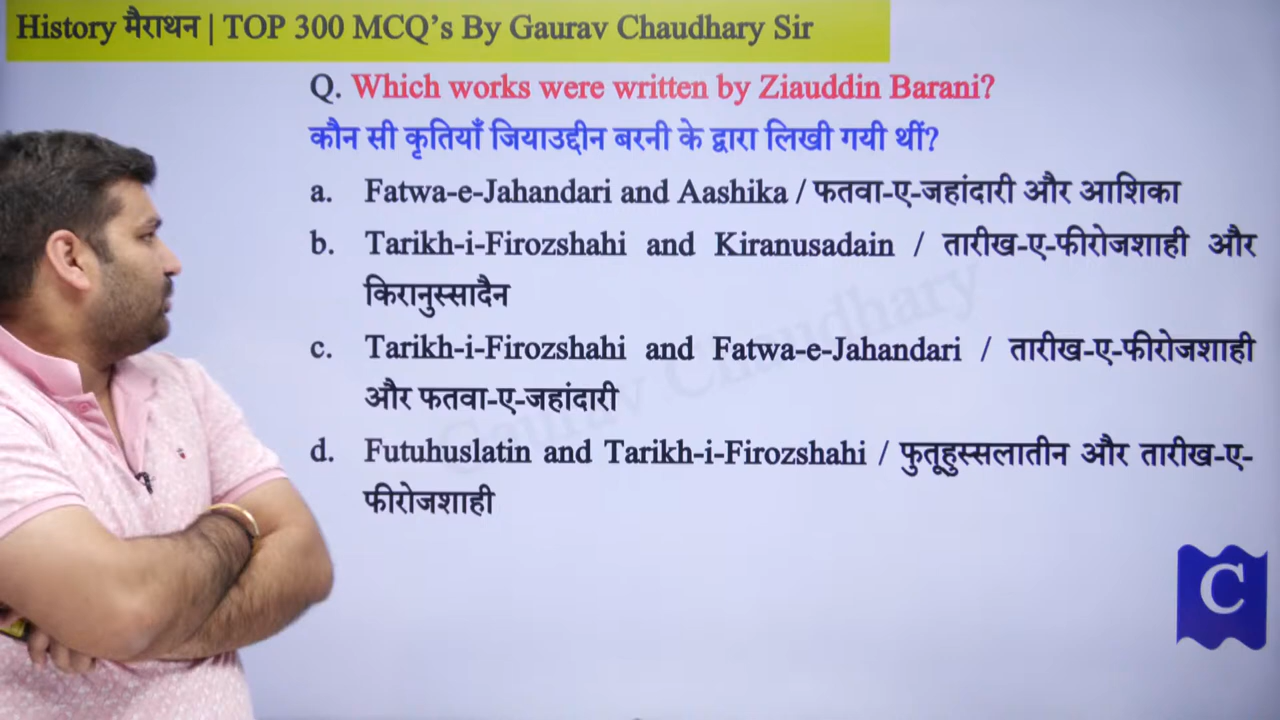 History मैराथन | TOP 300 MCQ’s By Gaurav Chaudhary Sir
Q. Which works were written by Ziauddin Barani?
कौन सी कृतियाँ जियाउद्दीन बरनी के द्वारा लिखी गयी थीं?
a. Fatwa-e-Jahandari and Aashika / फतवा-ए-जहांदारी और आशिका
b. Tarikh-i-Firozshahi and Kiranusadain / तारीख-ए-फीरोजशाही और
किरानुस्सादैन
c. Tarikh-i-Firozshahi and Fatwa-e-Jahandari / तारीख-ए-फीरोजशाही
और फतवा-ए-जहांदारी
d. Futuhuslatin and Tarikh-i-Firozshahi / फुतूहुस्सलातीन और तारीख-ए-
फीरोजशाही
Gaurav Chaudhary
C